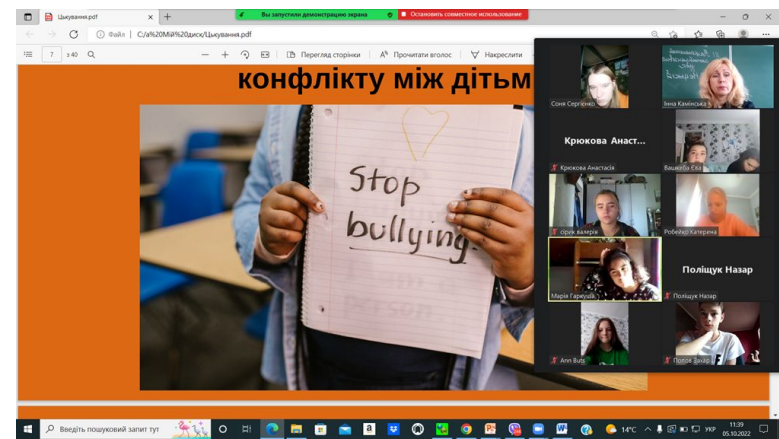 Цькування.pdf
Вы запустили демонстрацию экрана
Остановить совместное использование
Файл
C:/a%20Мій%20диск/Цькування.pdf
7
з 40
Перегляд сторінки
Прочитати вголос
Накреслити
конфлікту між дітьм
Stop
bullying.
Соня Сергієнко
Інна Камінська
Крюкова Анаст...
Крюкова Анастасія
Вашкеба Єва
сірик валерія
Робейко Катерина
Марія Гаркуша
Поліщук Назар
Поліщук Назар
Ann Buts
Попов Захар
Введіть пошуковий запит тут
14°C
УКР
11:39
05.10.2022